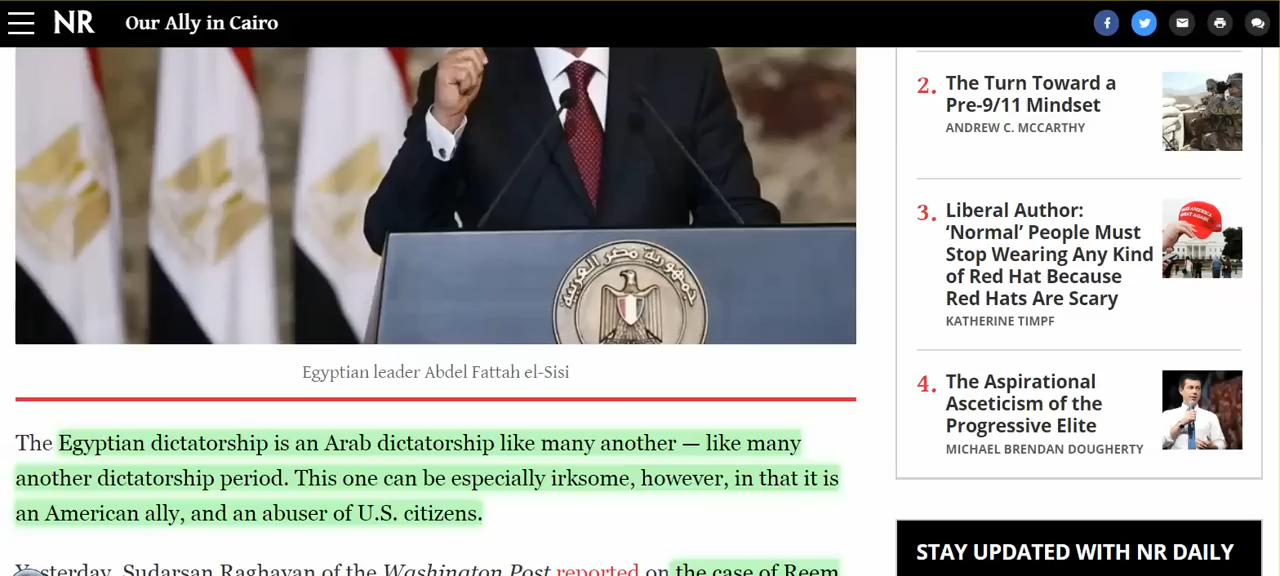 NR Our Ally in Cairo
جمهورية مصر العربية
Egyptian leader Abdel Fattah el-Sisi
The Egyptian dictatorship is an Arab dictatorship like many another — like many
another dictatorship period. This one can be especially irksome, however, in that it is
an American ally, and an abuser of U.S. citizens.
Yesterday, Sudarsan Raghavan of the Washington Post reported on the case of Reem
2. The Turn Toward a
Pre-9/11 Mindset
ANDREW C. MCCARTHY
3. Liberal Author:
‘Normal’ People Must
Stop Wearing Any Kind
of Red Hat Because
Red Hats Are Scary
KATHERINE TIMPF
4. The Aspirational
Asceticism of the
Progressive Elite
MICHAEL BRENDAN DOUGHERTY
STAY UPDATED WITH NR DAILY